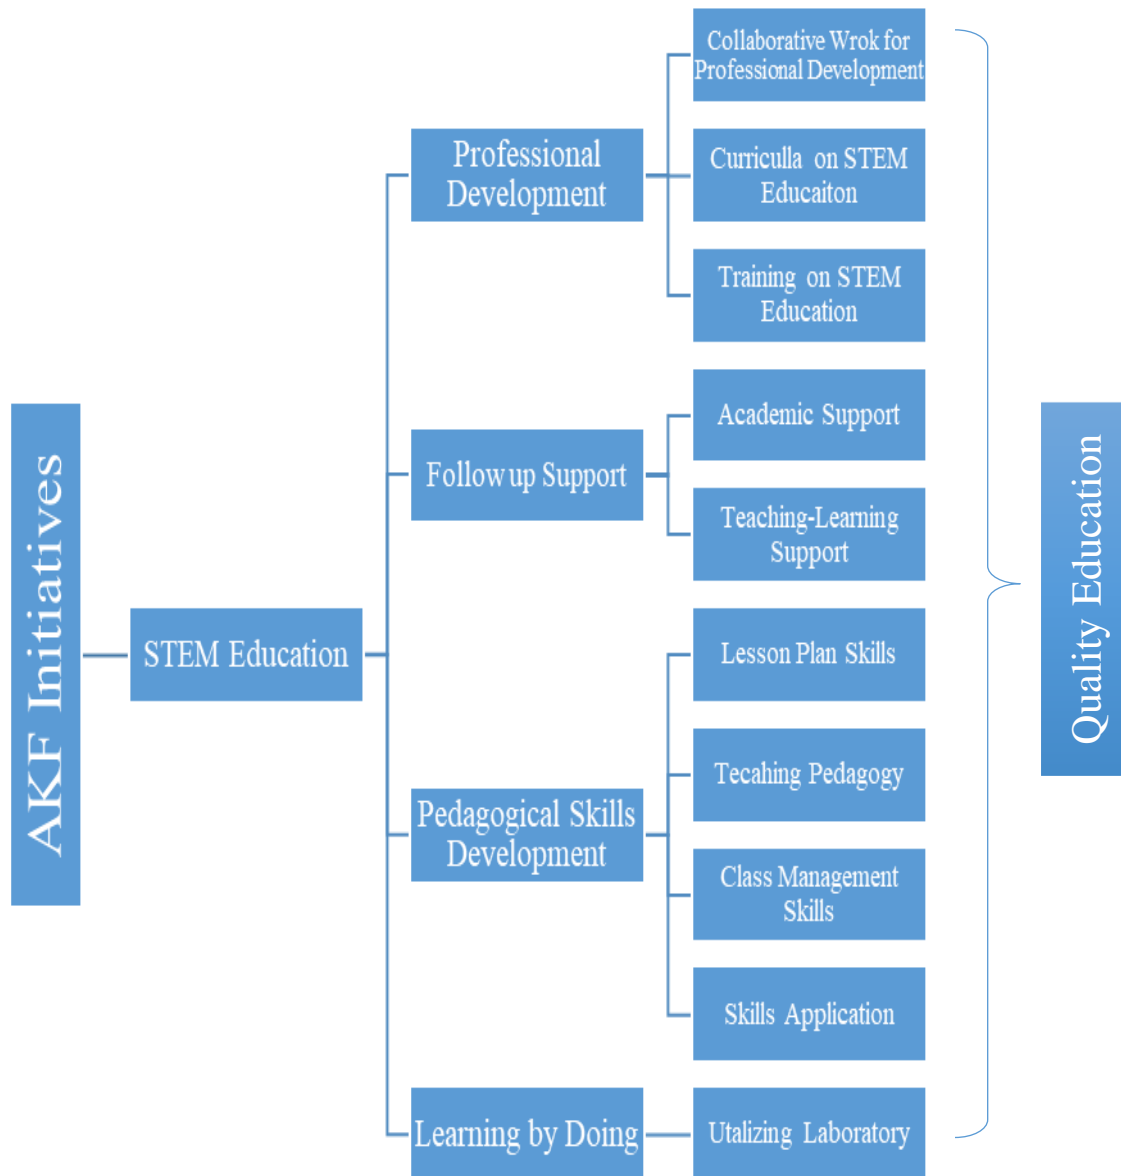 AKF Initiatives
STEM Education
Professional
Development
Collaborative Wrok for
Professional Development
Curriculla on STEM
Educaiton
Training on STEM
Education
Follow up Support
Academic Support
Teaching-Learning
Support
Pedagogical Skills
Development
Lesson Plan Skills
Tecahing Pedagogy
Class Management
Skills
Skills Application
Learning by Doing
Utalizing Laboratory
Quality Education